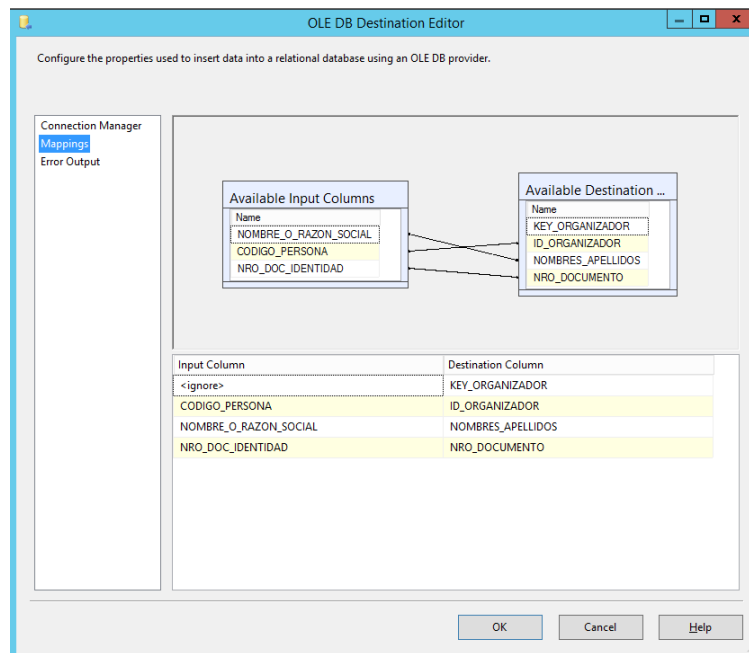 OLE DB Destination Editor
Configure the properties used to insert data into a relational database using an OLE DB provider.
Connection Manager
Mappings
Error Output
Available Input Columns
Name
NOMBRE_O_RAZON_SOCIAL
CODIGO_PERSONA
NRO_DOC_IDENTIDAD
Available Destination ...
Name
KEY_ORGANIZADOR
ID_ORGANIZADOR
NOMBRES_APELLIDOS
NRO_DOCUMENTO
Input Column Destination Column
<ignore> KEY_ORGANIZADOR
CODIGO_PERSONA ID_ORGANIZADOR
NOMBRE_O_RAZON_SOCIAL NOMBRES_APELLIDOS
NRO_DOC_IDENTIDAD NRO_DOCUMENTO
OK Cancel Help